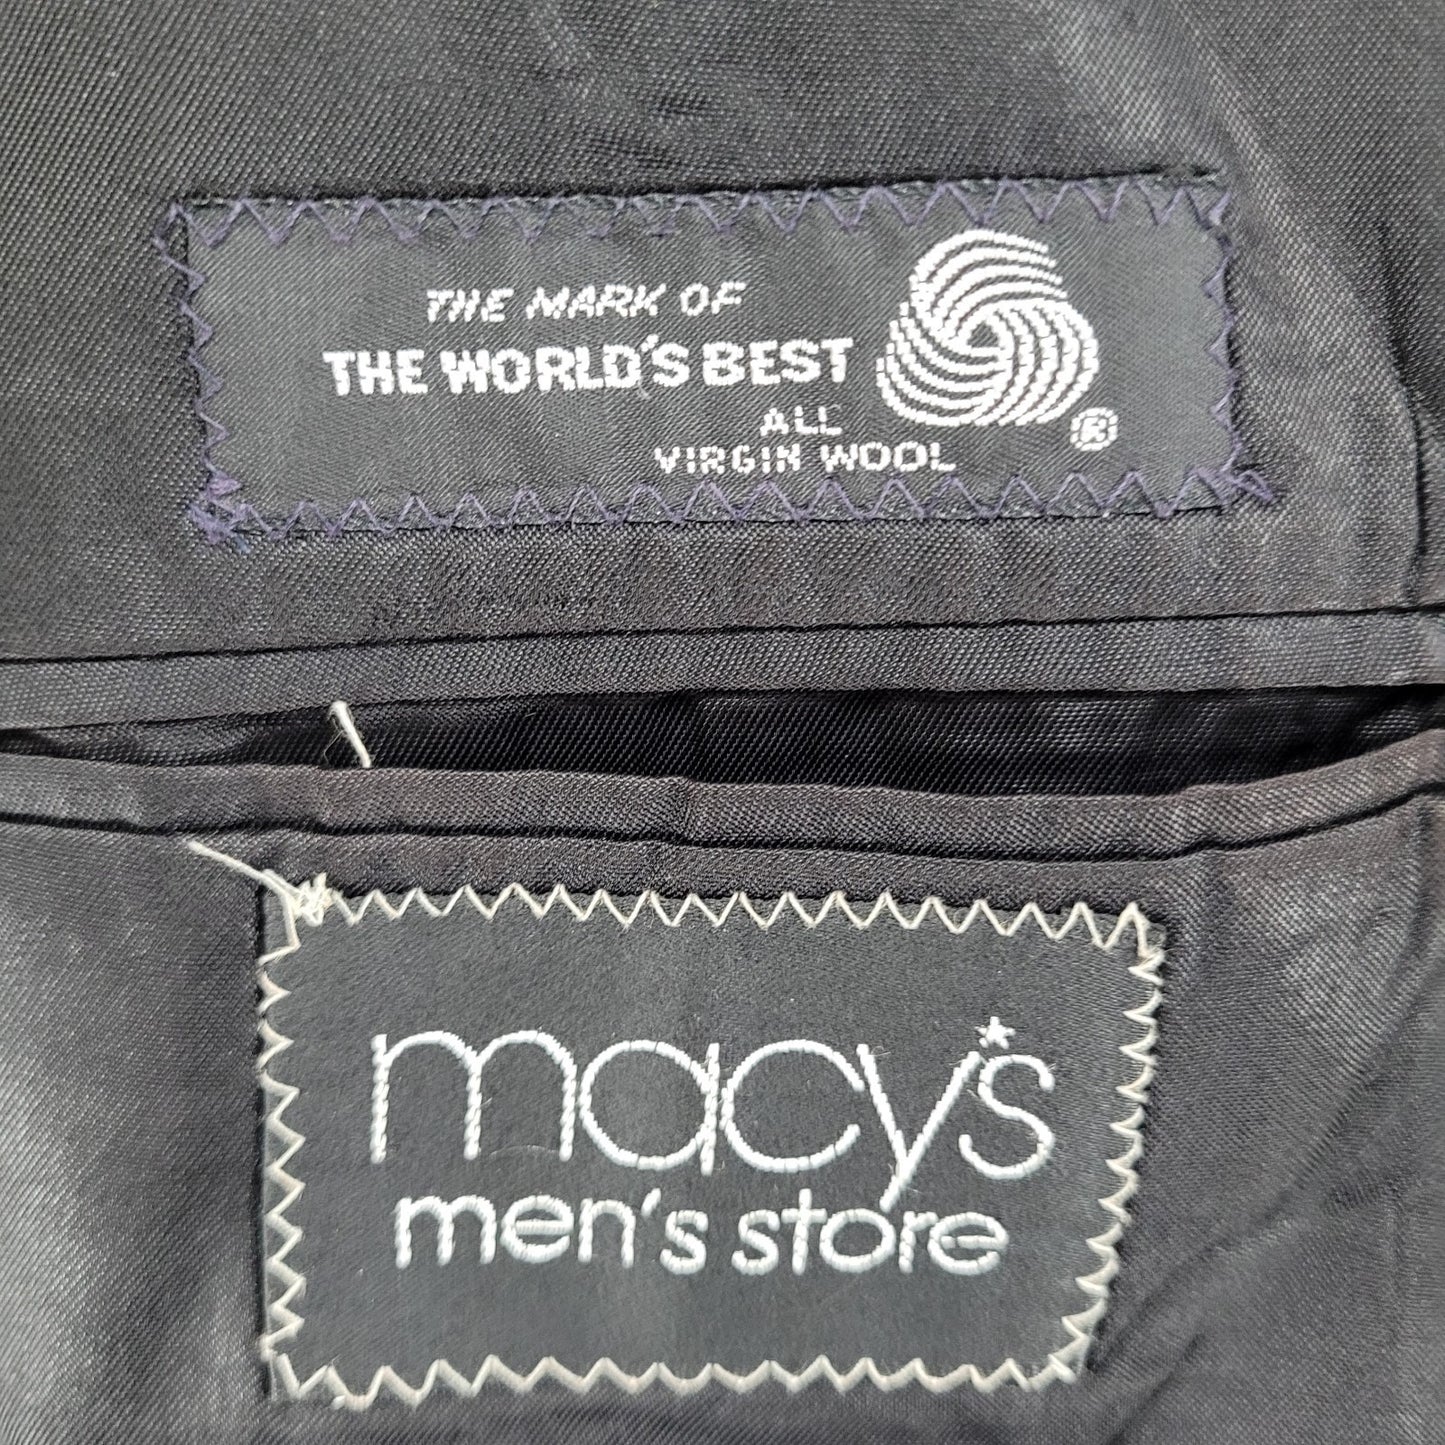 THE MARK OF
THE WORLD'S BEST
ALL
VIRGIN WOOL
®
macy's
men's store